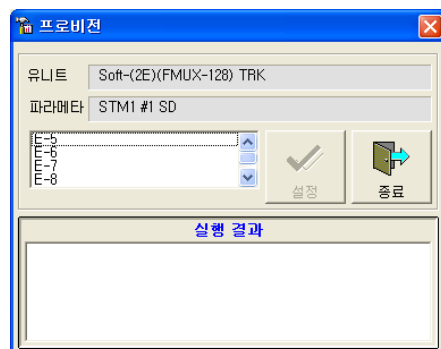 프로비전
유니트 Soft-(2E)(FMUX-128) TRK
파라메타 STM1 #1 SD
E-5
E-6
E-7
E-8
설정
종료
실행 결과